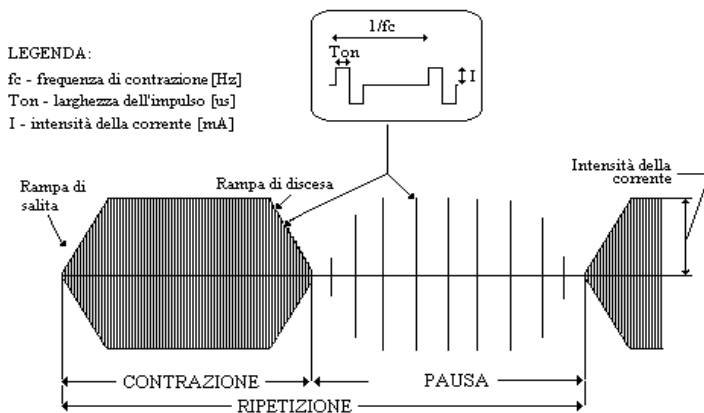 1/fc
Ton
I
LEGENDA:
fc - frequenza di contrazione [Hz]
Ton - larghezza dell'impulso [us]
I - intensità della corrente [mA]
Rampa di
salita
Rampa di discesa
Intensità della
corrente
CONTRAZIONE
PAUSA
RIPETIZIONE